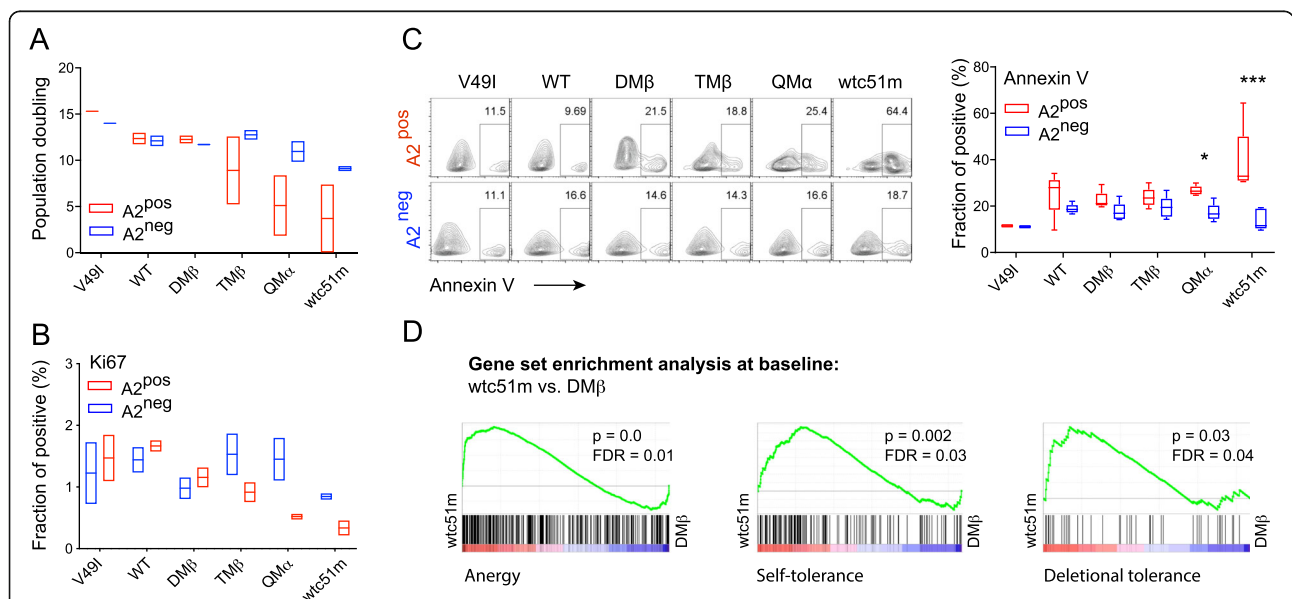 A
Population doubling
20
15
10
5
0
A2pos
A2neg
V49I
WT
DMβ
TMβ
QMα
wtc51m
B
Fraction of positive (%)
3
2
1
0
Ki67
A2pos
A2neg
V49I
WT
DMβ
TMβ
QMα
wtc51m
C
V49I WT DMβ TMβ QMα wtc51m
A2pos
11.5 9.69 21.5 18.8 25.4 64.4
A2neg
11.1 16.6 14.6 14.3 16.6 18.7
Annexin V
Fraction of positive (%)
80
60
40
20
0
Annexin V
A2pos
A2neg
*
***
V49I
WT
DMβ
TMβ
QMα
wtc51m
D
Gene set enrichment analysis at baseline:
wtc51m vs. DMβ
p = 0.0
FDR = 0.01
wtc51m
DMβ
Anergy
p = 0.002
FDR = 0.03
wtc51m
DMβ
Self-tolerance
p = 0.03
FDR = 0.04
wtc51m
DMβ
Deletional tolerance